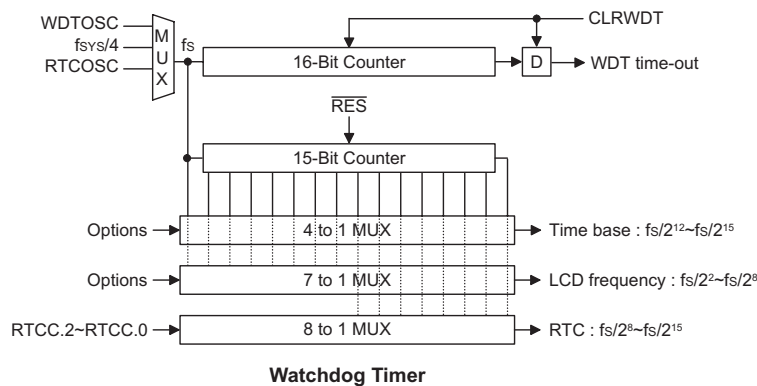 WDTOSC
fSYS/4
RTCOSC
MUX
fS
CLRWDT
16-Bit Counter
D
WDT time-out
RES
15-Bit Counter
Options
4 to 1 MUX
Time base : fS/2¹²~fS/2¹⁵
Options
7 to 1 MUX
LCD frequency : fS/2²~fS/2⁸
RTCC.2~RTCC.0
8 to 1 MUX
RTC : fS/2⁸~fS/2¹⁵
Watchdog Timer